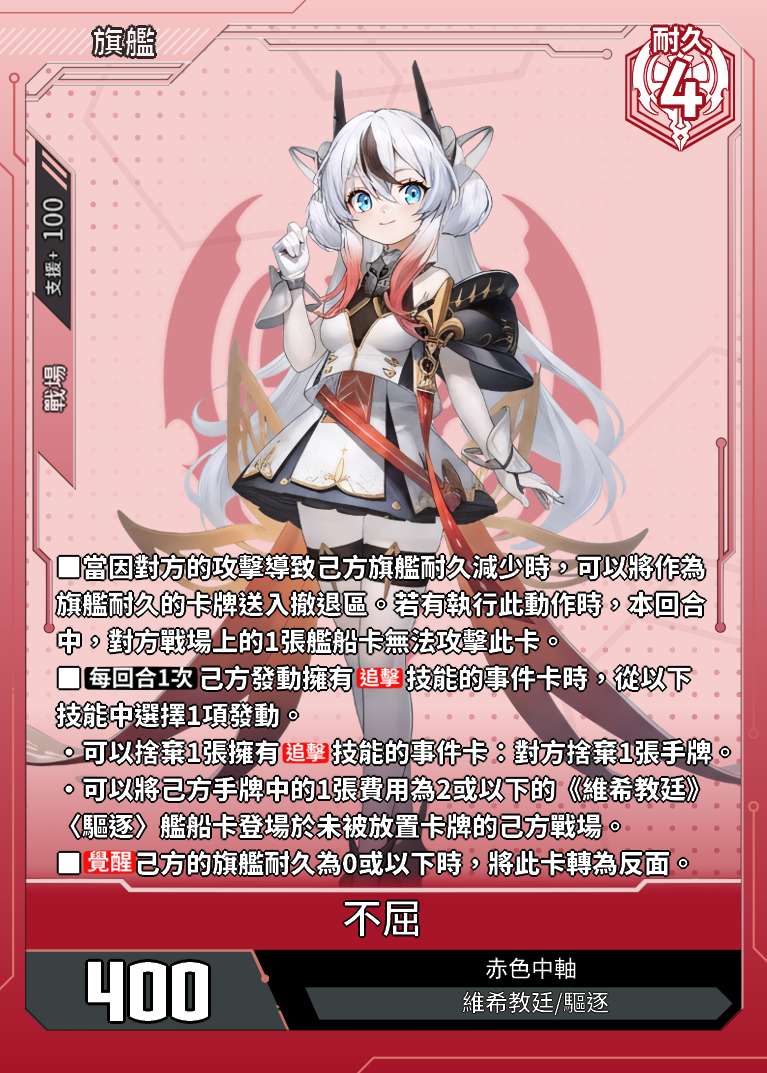 旗艦
耐久
4
支援+ 100
戰場
■當因對方的攻擊導致己方旗艦耐久減少時，可以將作為
旗艦耐久的卡牌送入撤退區。若有執行此動作時，本回合
中，對方戰場上的1張艦船卡無法攻擊此卡。
■每回合1次己方發動擁有追擊技能的事件卡時，從以下
技能中選擇1項發動。
・可以捨棄1張擁有追擊技能的事件卡：對方捨棄1張手牌。
・可以將己方手牌中的1張費用為2或以下的《維希教廷》
〈驅逐〉艦船卡登場於未被放置卡牌的己方戰場。
■覺醒己方的旗艦耐久為0或以下時，將此卡轉為反面。
不屈
400
赤色中軸
維希教廷/驅逐